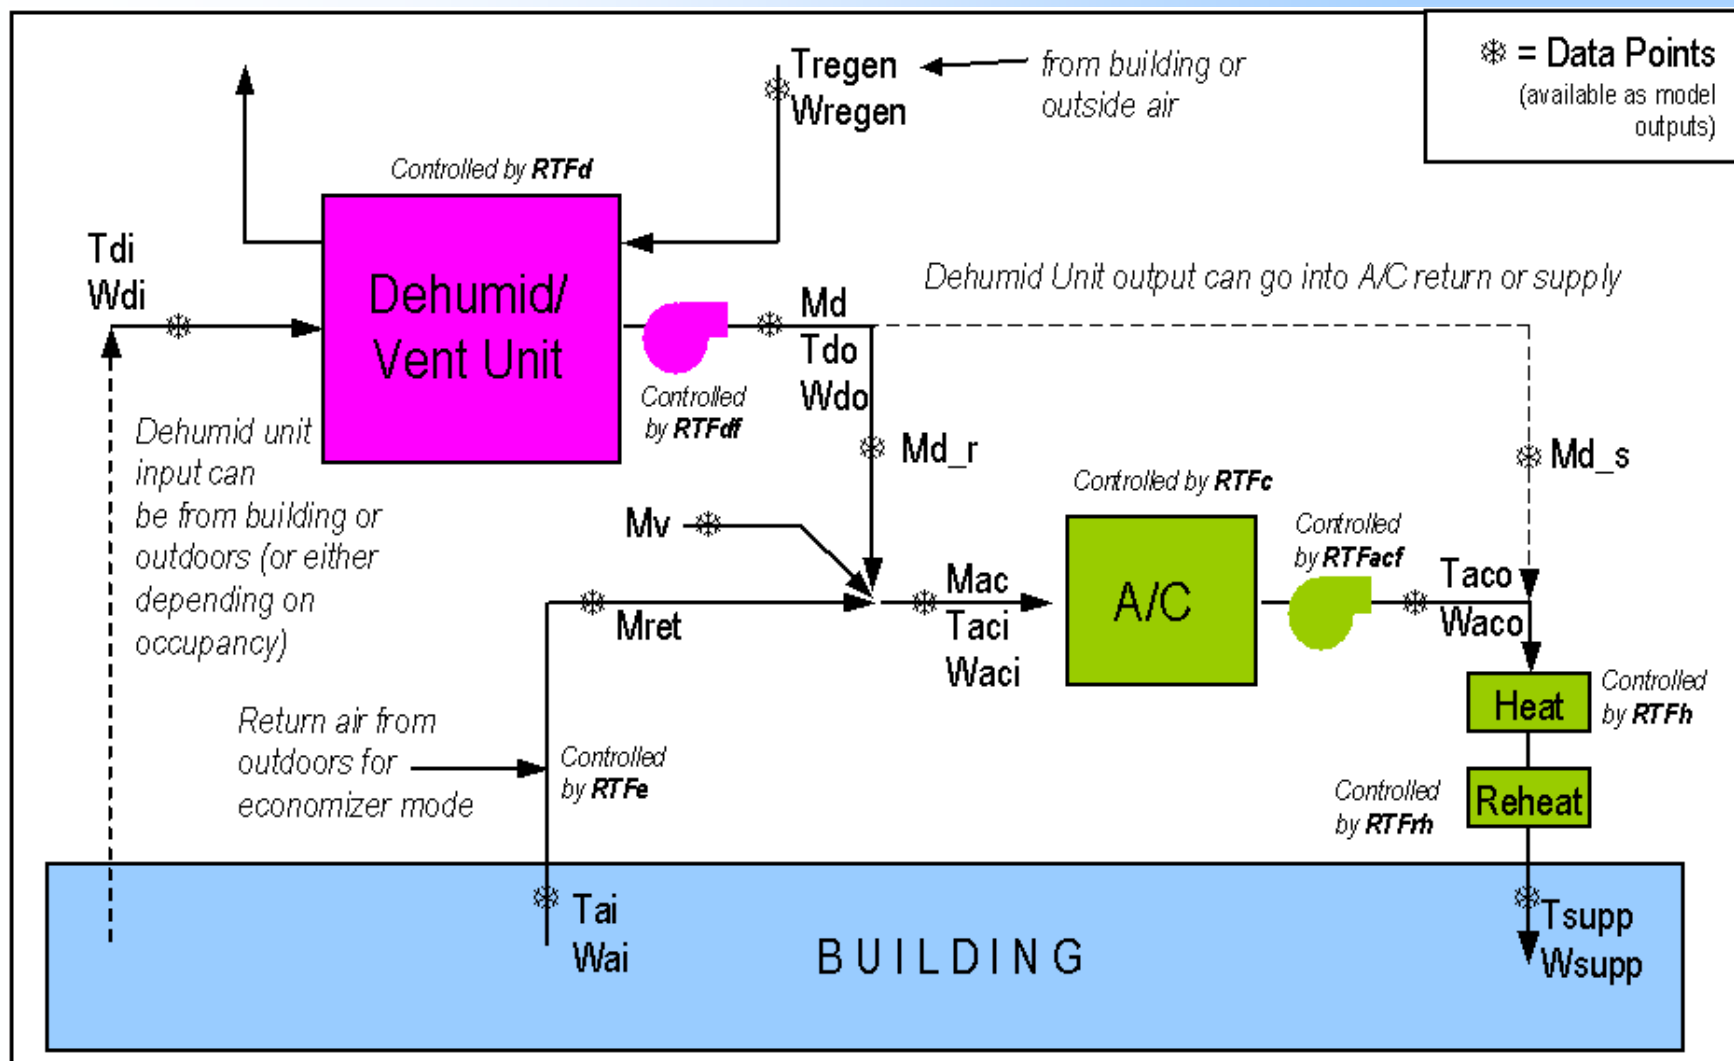 ❄ = Data Points
(available as model
outputs)
Tregen
Wregen
from building or
outside air
Controlled by RTFd
Tdi
Wdi
Dehumid/
Vent Unit
Dehumid Unit output can go into A/C return or supply
Md
Tdo
Wdo
Controlled
by RTFdf
Dehumid unit
input can
be from building or
outdoors (or either
depending on
occupancy)
Md_r
Md_s
Controlled by RTFc
Mv
Controlled
by RTFacf
Mret
Mac
Taci
Waci
A/C
Taco
Waco
Heat
Controlled
by RTFh
Return air from
outdoors for
economizer mode
Controlled
by RTFe
Reheat
Controlled
by RTFrh
Tai
Wai
BUILDING
Tsupp
Wsupp